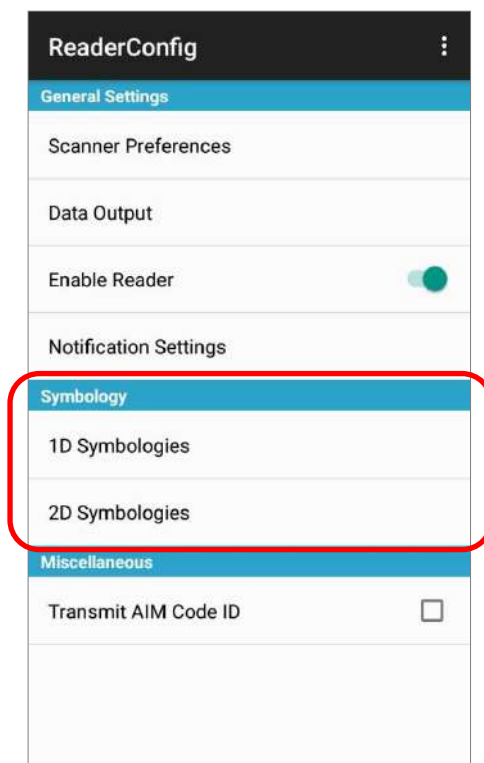 ReaderConfig
General Settings
Scanner Preferences
Data Output
Enable Reader
Notification Settings
Symbology
1D Symbologies
2D Symbologies
Miscellaneous
Transmit AIM Code ID